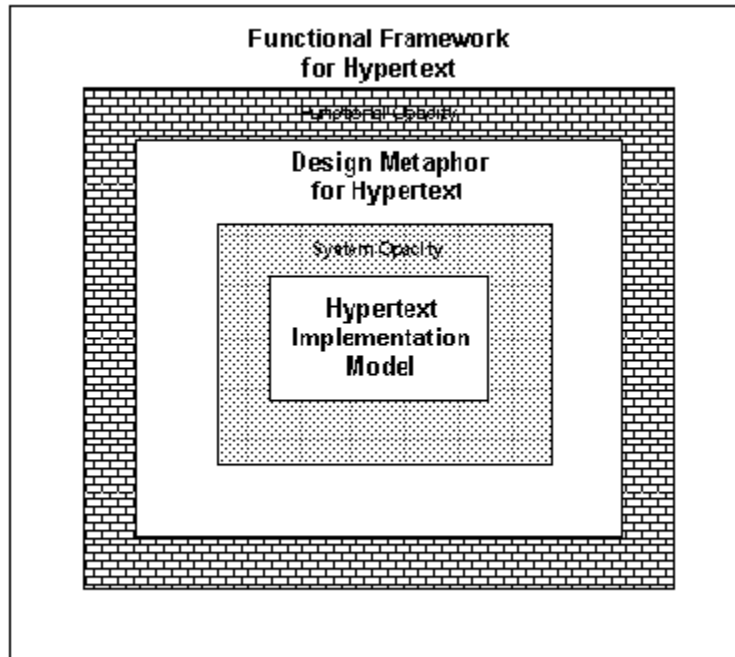 Functional Framework
for Hypertext
Functional Opacity
Design Metaphor
for Hypertext
System Opacity
Hypertext
Implementation
Model